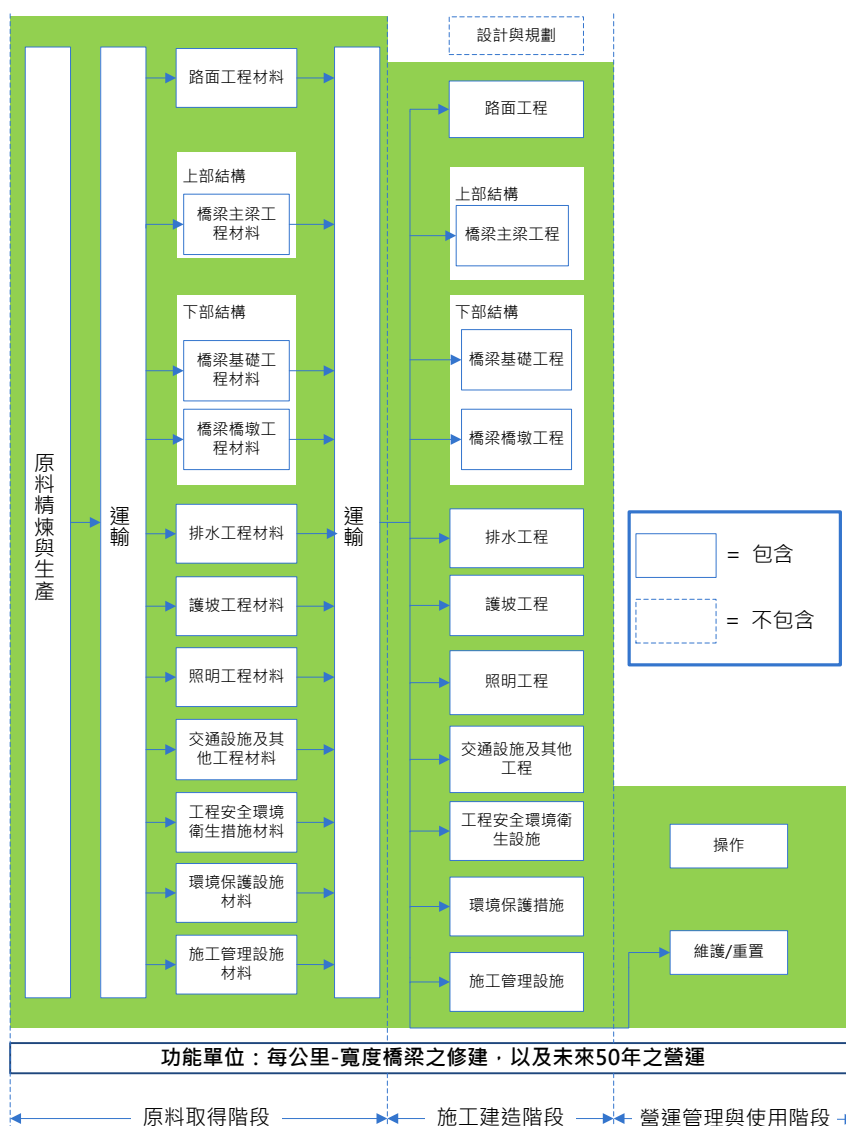 設計與規劃
原料精煉與生產
運輸
路面工程材料
上部結構
橋梁主梁工
程材料
下部結構
橋梁基礎工
程材料
橋梁橋墩工
程材料
排水工程材料
護坡工程材料
照明工程材料
交通設施及其
他工程材料
工程安全環境
衛生措施材料
環境保護設施
材料
施工管理設施
材料
運輸
路面工程
上部結構
橋梁主梁工程
下部結構
橋梁基礎工程
橋梁橋墩工程
排水工程
護坡工程
照明工程
交通設施及其他
工程
工程安全環境衛
生設施
環境保護措施
施工管理設施
= 包含
= 不包含
操作
維護/重置
功能單位：每公里-寬度橋梁之修建，以及未來50年之營運
原料取得階段
施工建造階段
營運管理與使用階段